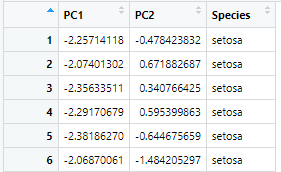 PC1 PC2 Species
1 -2.25714118 -0.478423832 setosa
2 -2.07401302 0.671882687 setosa
3 -2.35633511 0.340766425 setosa
4 -2.29170679 0.595399863 setosa
5 -2.38186270 -0.644675659 setosa
6 -2.06870061 -1.484205297 setosa